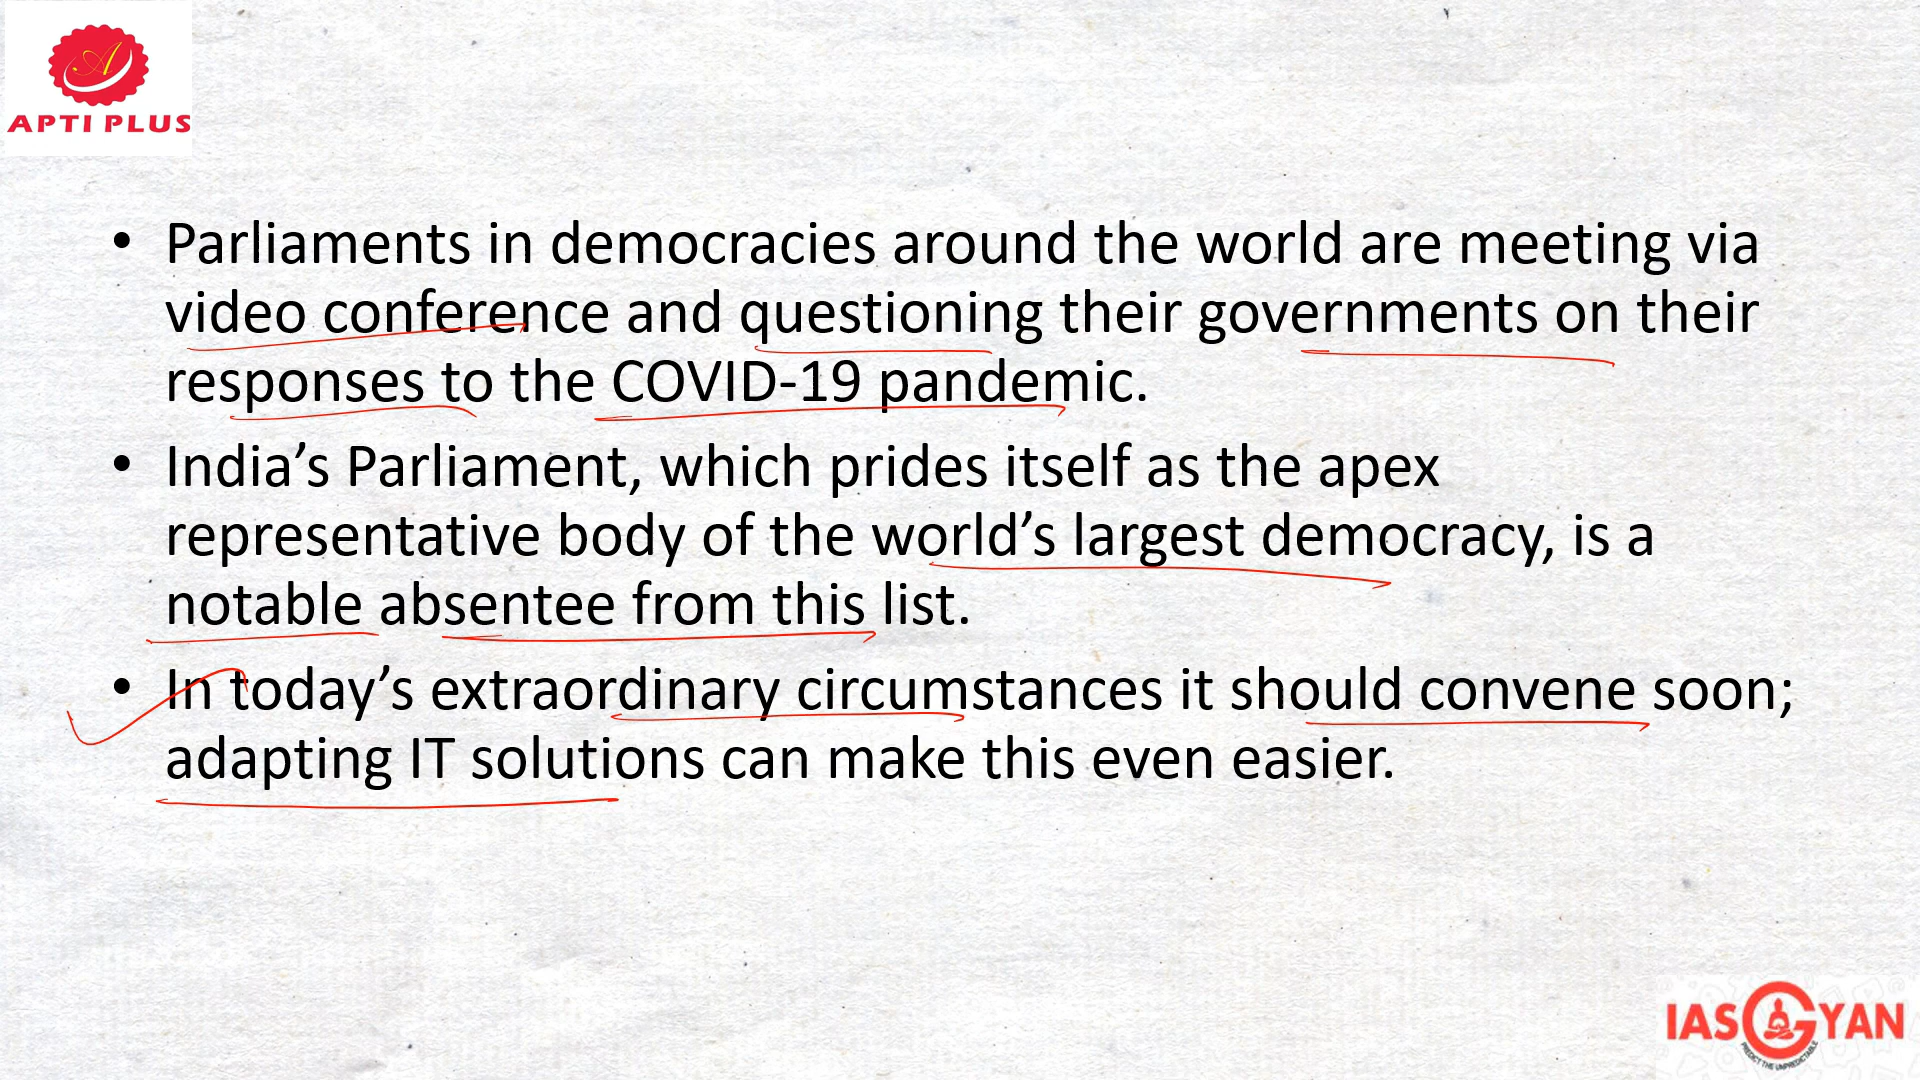 APTI PLUS
• Parliaments in democracies around the world are meeting via
video conference and questioning their governments on their
responses to the COVID-19 pandemic.
• India’s Parliament, which prides itself as the apex
representative body of the world’s largest democracy, is a
notable absentee from this list.
• In today’s extraordinary circumstances it should convene soon;
adapting IT solutions can make this even easier.
IAS GYAN
PREDICT THE UNPREDICTABLE